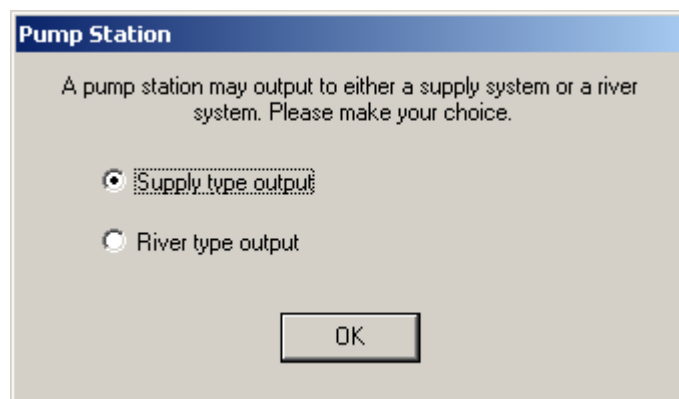 Pump Station
A pump station may output to either a supply system or a river
system. Please make your choice.
Supply type output
River type output
OK